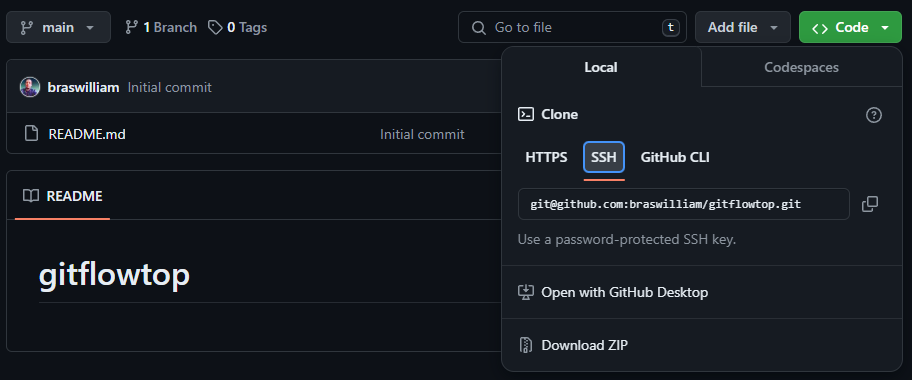 main 1 Branch 0 Tags Go to file t Add file Code
Local Codespaces
braswilliam Initial commit
Clone
README.md Initial commit
HTTPS SSH GitHub CLI
README
git@github.com:braswilliam/gitflowtop.git
Use a password-protected SSH key.
gitflowtop
Open with GitHub Desktop
Download ZIP